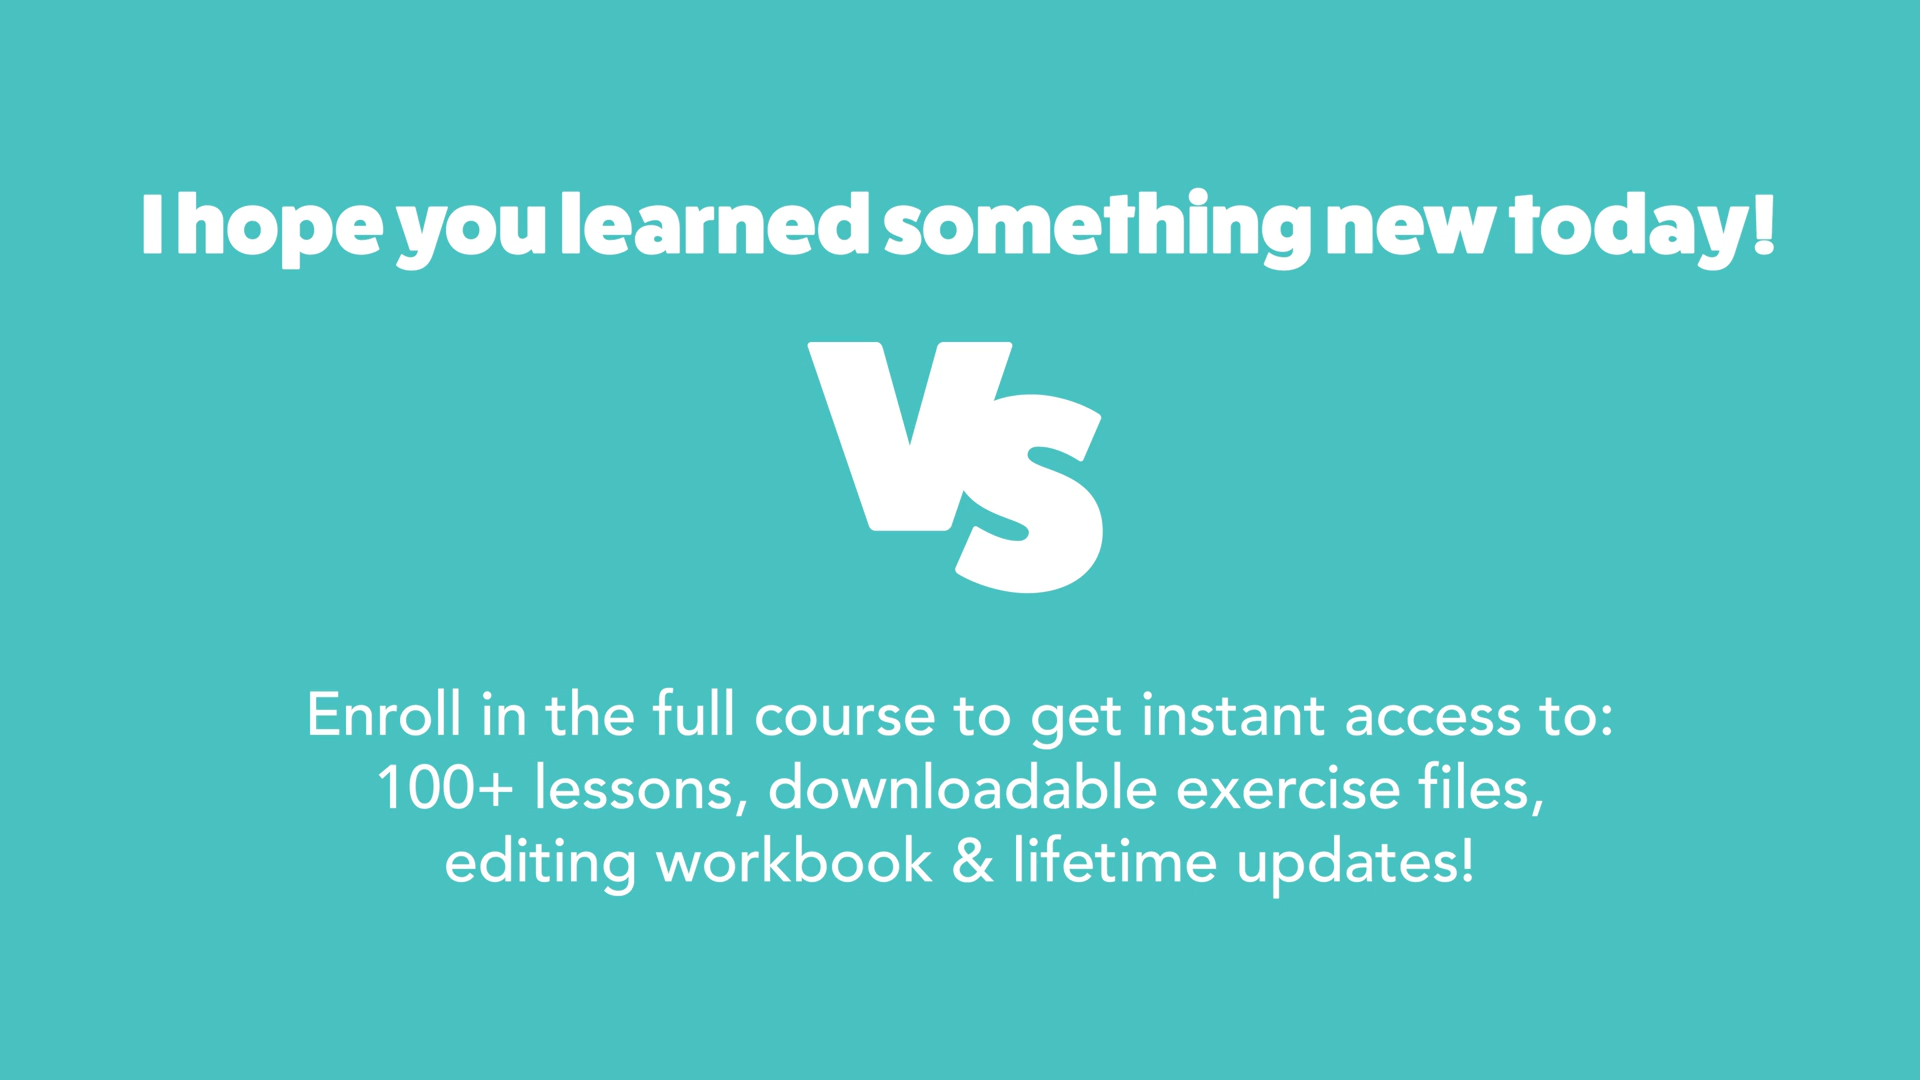 I hope you learned something new today!
VS
Enroll in the full course to get instant access to:
100+ lessons, downloadable exercise files,
editing workbook & lifetime updates!